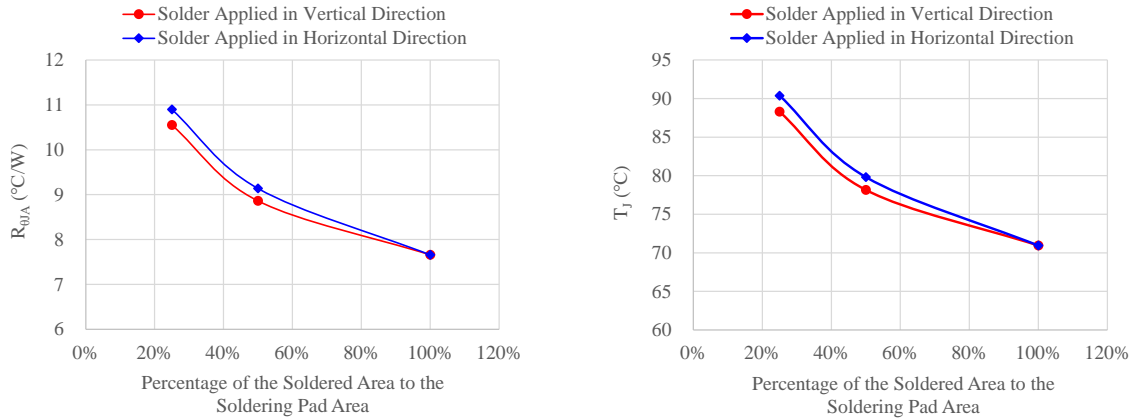 Solder Applied in Vertical Direction
Solder Applied in Horizontal Direction
12
11
10
9
8
7
6
R_θJA (°C/W)
0% 20% 40% 60% 80% 100% 120%
Percentage of the Soldered Area to the
Soldering Pad Area
Solder Applied in Vertical Direction
Solder Applied in Horizontal Direction
95
90
85
80
75
70
65
60
T_J (°C)
0% 20% 40% 60% 80% 100% 120%
Percentage of the Soldered Area to the
Soldering Pad Area